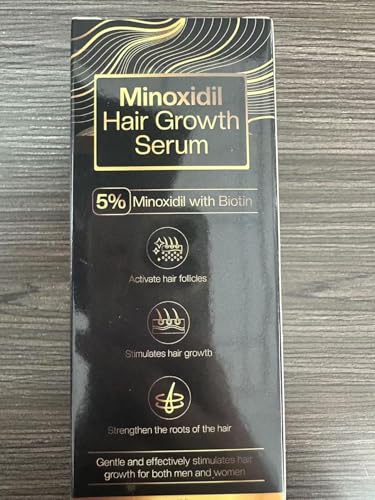 Minoxidil
Hair Growth
Serum
5% Minoxidil with Biotin
Activate hair follicles
Stimulates hair growth
Strengthen the roots of the hair
Gentle and effectively stimulates hair
growth for both men and women